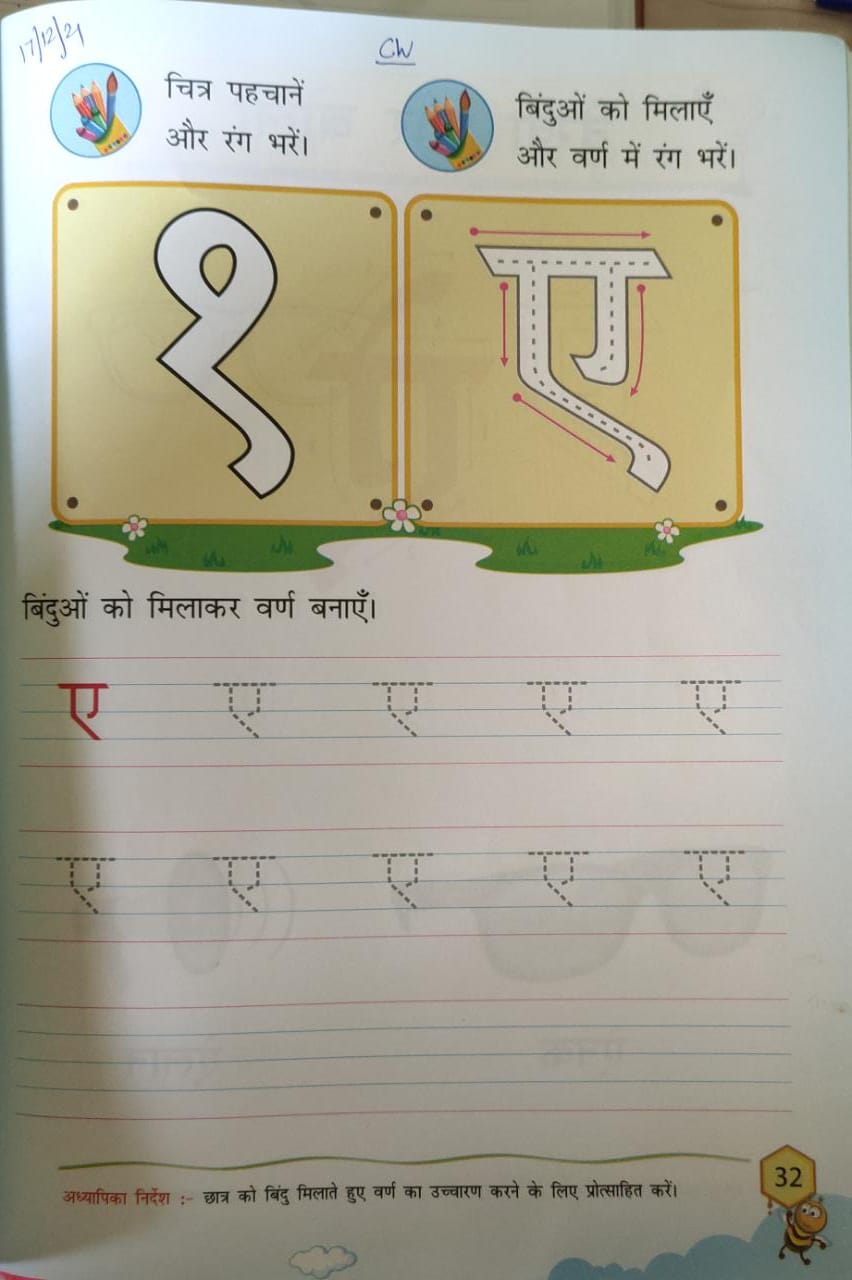 17/12/21
CW
चित्र पहचानें
और रंग भरें।
बिंदुओं को मिलाएँ
और वर्ण में रंग भरें।
१
ए
बिंदुओं को मिलाकर वर्ण बनाएँ।
ए ए ए ए ए
ए ए ए ए ए
अध्यापिका निर्देश :- छात्र को बिंदु मिलाते हुए वर्ण का उच्चारण करने के लिए प्रोत्साहित करें।
32